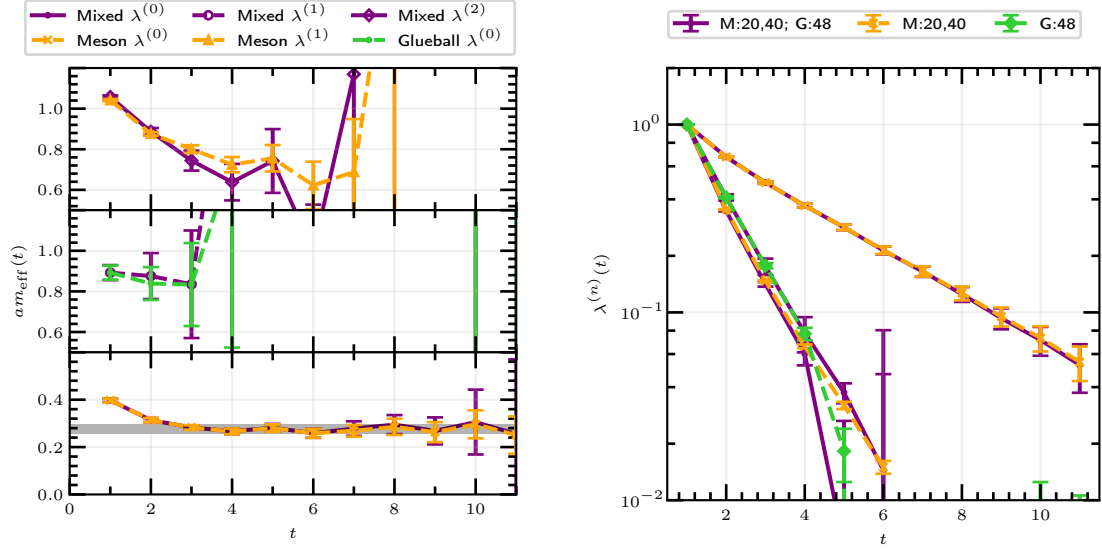 Mixed λ⁽⁰⁾ Mixed λ⁽¹⁾ Mixed λ⁽²⁾
Meson λ⁽⁰⁾ Meson λ⁽¹⁾ Glueball λ⁽⁰⁾
1.0
0.8
0.6
1.0
0.8
0.6
am_eff(t)
0.4
0.2
0.0
0 2 4 6 8 10
t
M:20,40; G:48 M:20,40 G:48
10⁰
10⁻¹
10⁻²
λ⁽ⁿ⁾(t)
2 4 6 8 10
t